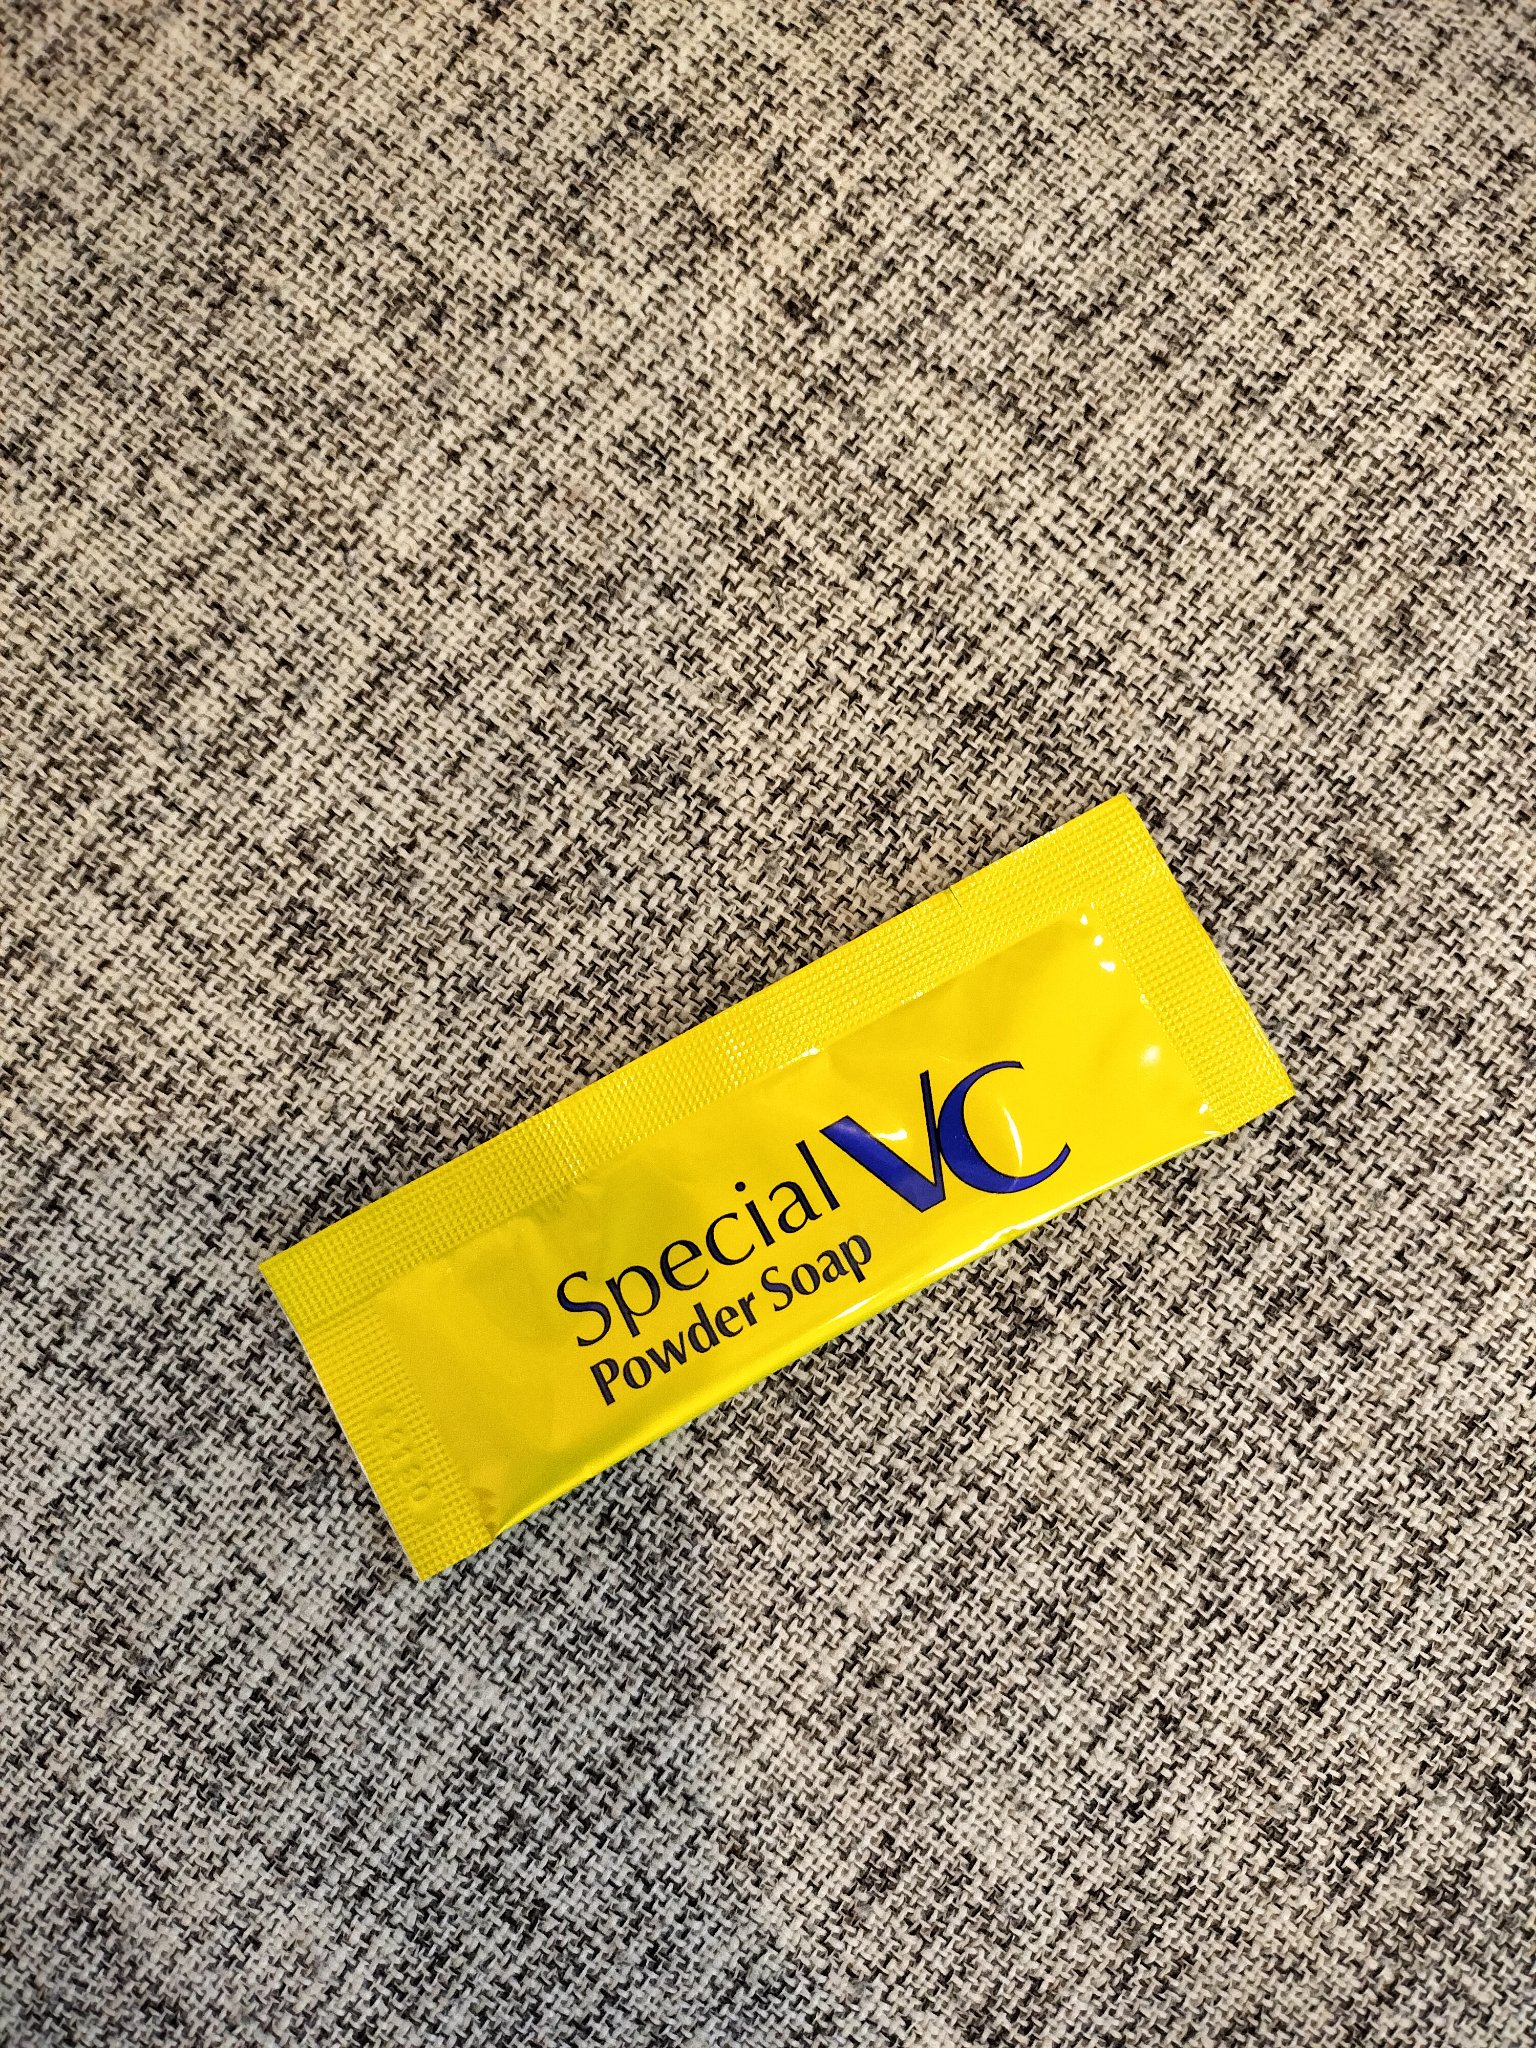 Special VC
Powder Soap